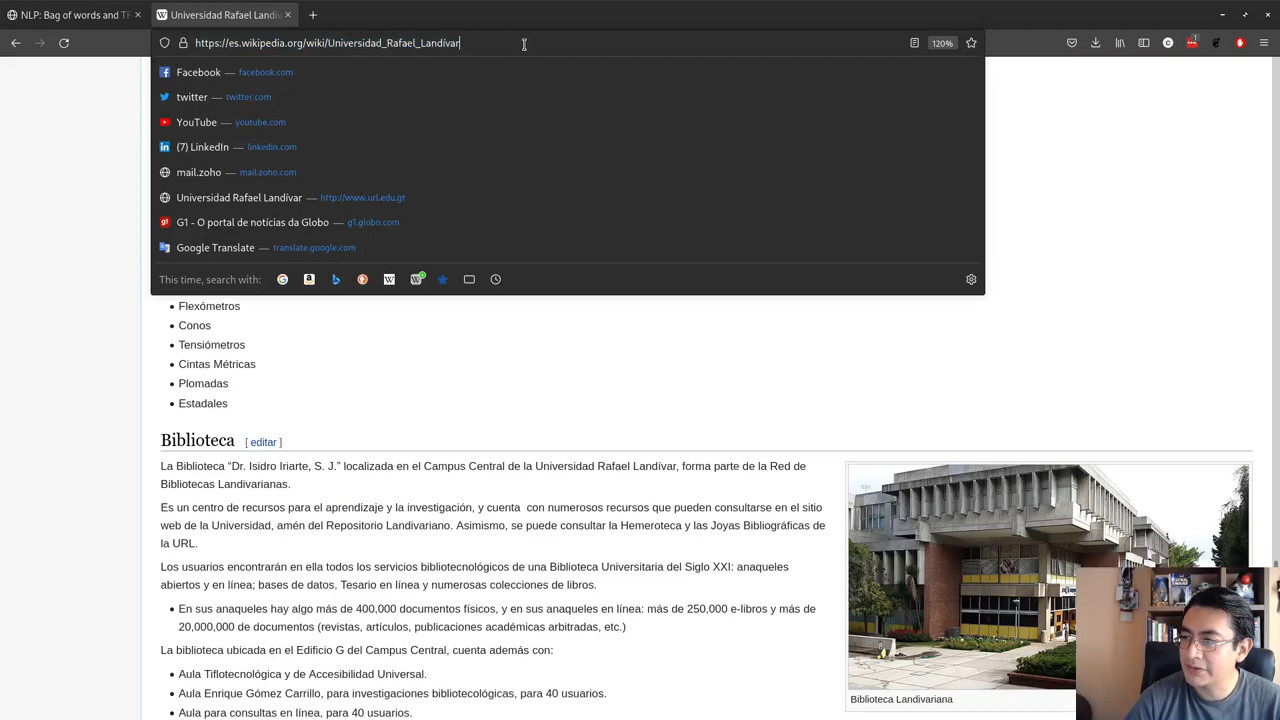 NLP: Bag of words and TF
Universidad Rafael Landív
https://es.wikipedia.org/wiki/Universidad_Rafael_Landívar
120%
1
Facebook — facebook.com
twitter — twitter.com
YouTube — youtube.com
(7) LinkedIn — linkedin.com
mail.zoho — mail.zoho.com
Universidad Rafael Landívar — http://www.url.edu.gt
G1 - O portal de notícias da Globo — g1.globo.com
Google Translate — translate.google.com
This time, search with:
• Flexómetros
• Conos
• Tensiómetros
• Cintas Métricas
• Plomadas
• Estadales
Biblioteca [ editar ]
La Biblioteca “Dr. Isidro Iriarte, S. J.” localizada en el Campus Central de la Universidad Rafael Landívar, forma parte de la Red de
Bibliotecas Landivarianas.
Es un centro de recursos para el aprendizaje y la investigación, y cuenta con numerosos recursos que pueden consultarse en el sitio
web de la Universidad, amén del Repositorio Landivariano. Asimismo, se puede consultar la Hemeroteca y las Joyas Bibliográficas de
la URL.
Los usuarios encontrarán en ella todos los servicios bibliotecnológicos de una Biblioteca Universitaria del Siglo XXI: anaqueles
abiertos y en línea; bases de datos, Tesario en línea y numerosas colecciones de libros.
• En sus anaqueles hay algo más de 400,000 documentos físicos, y en sus anaqueles en línea: más de 250,000 e-libros y más de
20,000,000 de documentos (revistas, artículos, publicaciones académicas arbitradas, etc.)
La biblioteca ubicada en el Edificio G del Campus Central, cuenta además con:
• Aula Tiflotecnológica y de Accesibilidad Universal.
• Aula Enrique Gómez Carrillo, para investigaciones bibliotecológicas, para 40 usuarios.
• Aula para consultas en línea, para 40 usuarios.
Biblioteca Landivariana